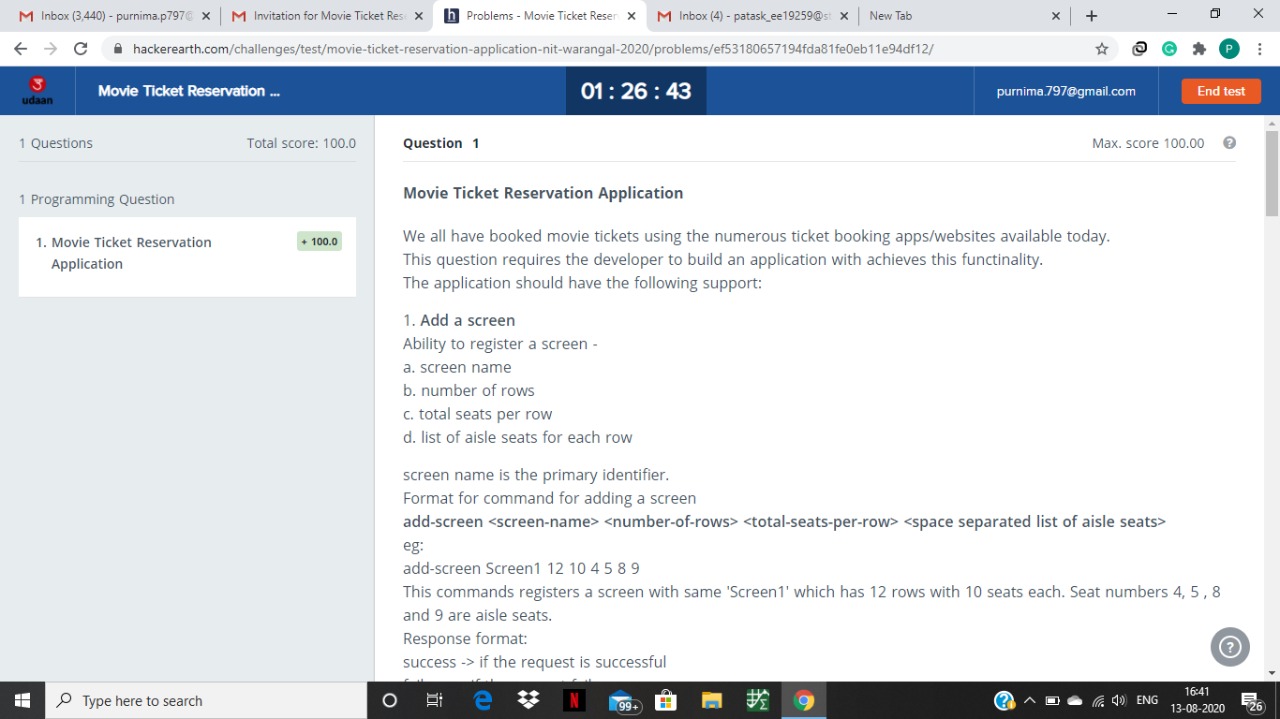 Inbox (3,440) - purnima.p797@
Invitation for Movie Ticket Res
Problems - Movie Ticket Reser
Inbox (4) - patask_ee19259@st
New Tab
hackerearth.com/challenges/test/movie-ticket-reservation-application-nit-warangal-2020/problems/ef53180657194fda81fe0eb11e94df12/
P
udaan
Movie Ticket Reservation ...
01 : 26 : 43
purnima.797@gmail.com
End test
1 Questions
Total score: 100.0
Question 1
Max. score 100.00
1 Programming Question
1. Movie Ticket Reservation
Application
+ 100.0
Movie Ticket Reservation Application
We all have booked movie tickets using the numerous ticket booking apps/websites available today.
This question requires the developer to build an application with achieves this functinality.
The application should have the following support:
1. Add a screen
Ability to register a screen -
a. screen name
b. number of rows
c. total seats per row
d. list of aisle seats for each row
screen name is the primary identifier.
Format for command for adding a screen
add-screen <screen-name> <number-of-rows> <total-seats-per-row> <space separated list of aisle seats>
eg:
add-screen Screen1 12 10 4 5 8 9
This commands registers a screen with same 'Screen1' which has 12 rows with 10 seats each. Seat numbers 4, 5 , 8
and 9 are aisle seats.
Response format:
success -> if the request is successful
Type here to search
99+
ENG
16:41
13-08-2020
26